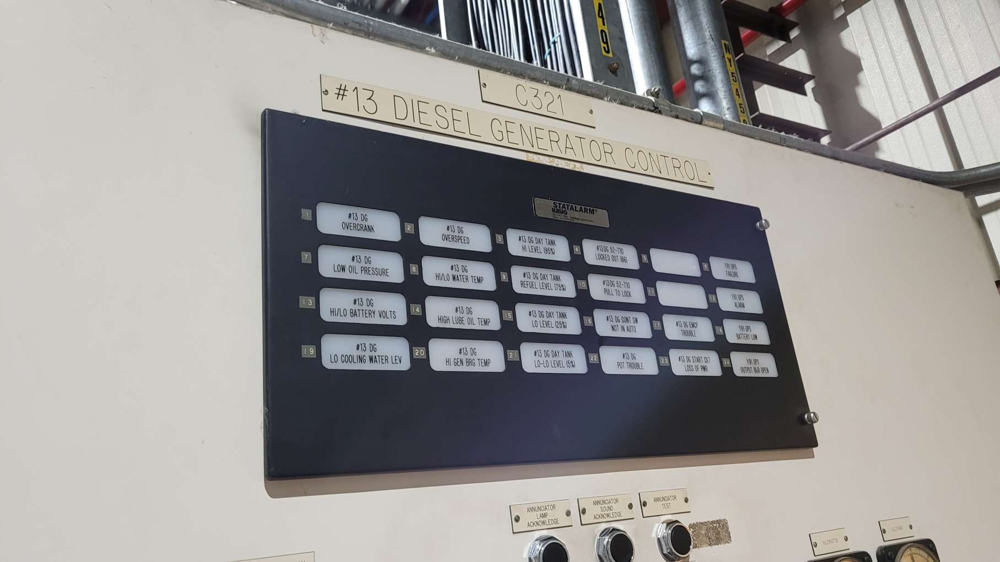 49
NY545
C321
#13 DIESEL GENERATOR CONTROL
STATALARM®
KRUG
1
#13 DG
OVERCRANK
2
#13 DG
OVERSPEED
3
#13 DG DAY TANK
HI LEVEL (95%)
4
#13DG 52-710
LOCKED OUT (86)
5
6
Y91 UPS
FAILURE
7
#13 DG
LOW OIL PRESSURE
8
#13 DG
HI/LO WATER TEMP
9
#13 DG DAY TANK
REFUEL LEVEL (75%)
10
#13DG 52-710
PULL TO LOCK
11
12
Y91 UPS
ALARM
13
#13 DG
HI/LO BATTERY VOLTS
14
#13 DG
HIGH LUBE OIL TEMP
15
#13 DG DAY TANK
LO LEVEL (25%)
16
#13 DG CONT SW
NOT IN AUTO
17
#13 DG EMCP
TROUBLE
18
Y91 UPS
BATTERY LOW
19
#13 DG
LO COOLING WATER LEV
20
#13 DG
HI GEN BRG TEMP
21
#13 DG DAY TANK
LO-LO LEVEL (5%)
22
#13 DG
POT TROUBLE
23
#13 DG START CKT
LOSS OF PWR
24
Y91 UPS
OUTPUT BKR OPEN
ANNUNCIATOR
LAMP
ACKNOWLEDGE
ANNUNCIATOR
SOUND
ACKNOWLEDGE
ANNUNCIATOR
TEST
KILOWATTS
KILOVARS